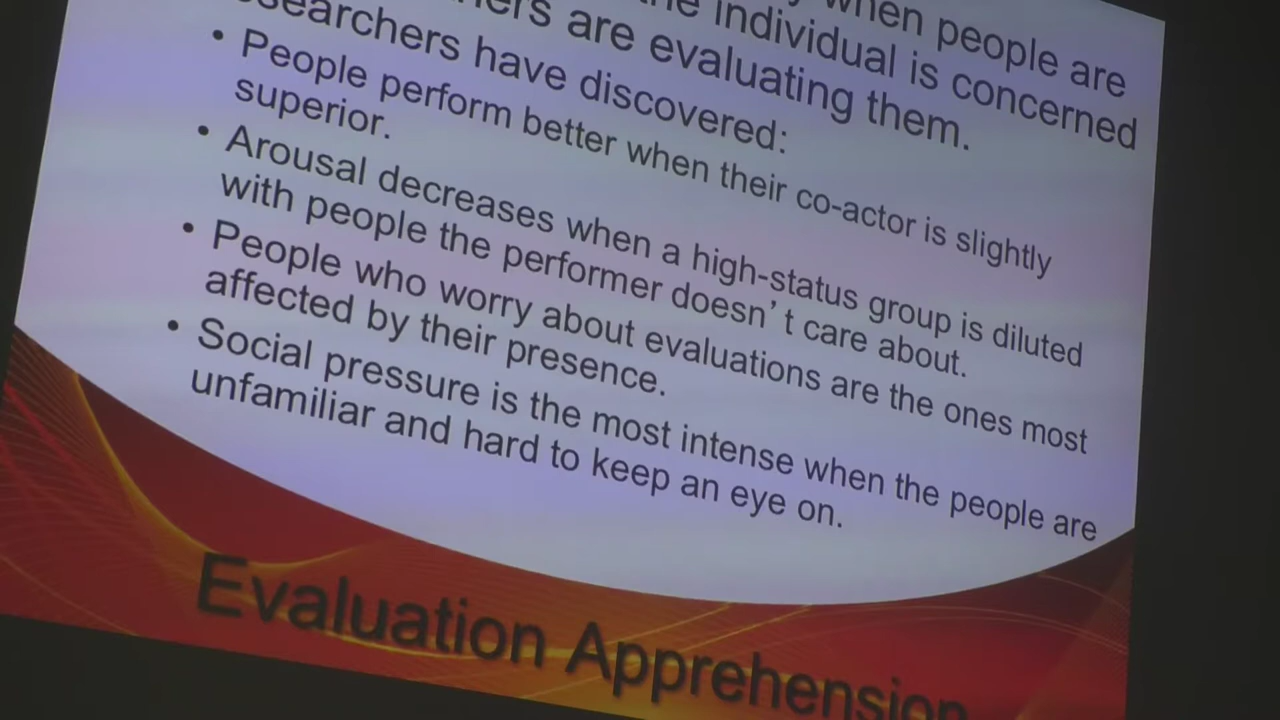 when people are
the individual is concerned
are evaluating them.
have discovered:
• People perform better when their co-actor is slightly
superior.
• Arousal decreases when a high-status group is diluted
with people the performer doesn’t care about.
• People who worry about evaluations are the ones most
affected by their presence.
• Social pressure is the most intense when the people are
unfamiliar and hard to keep an eye on.
Evaluation Apprehension